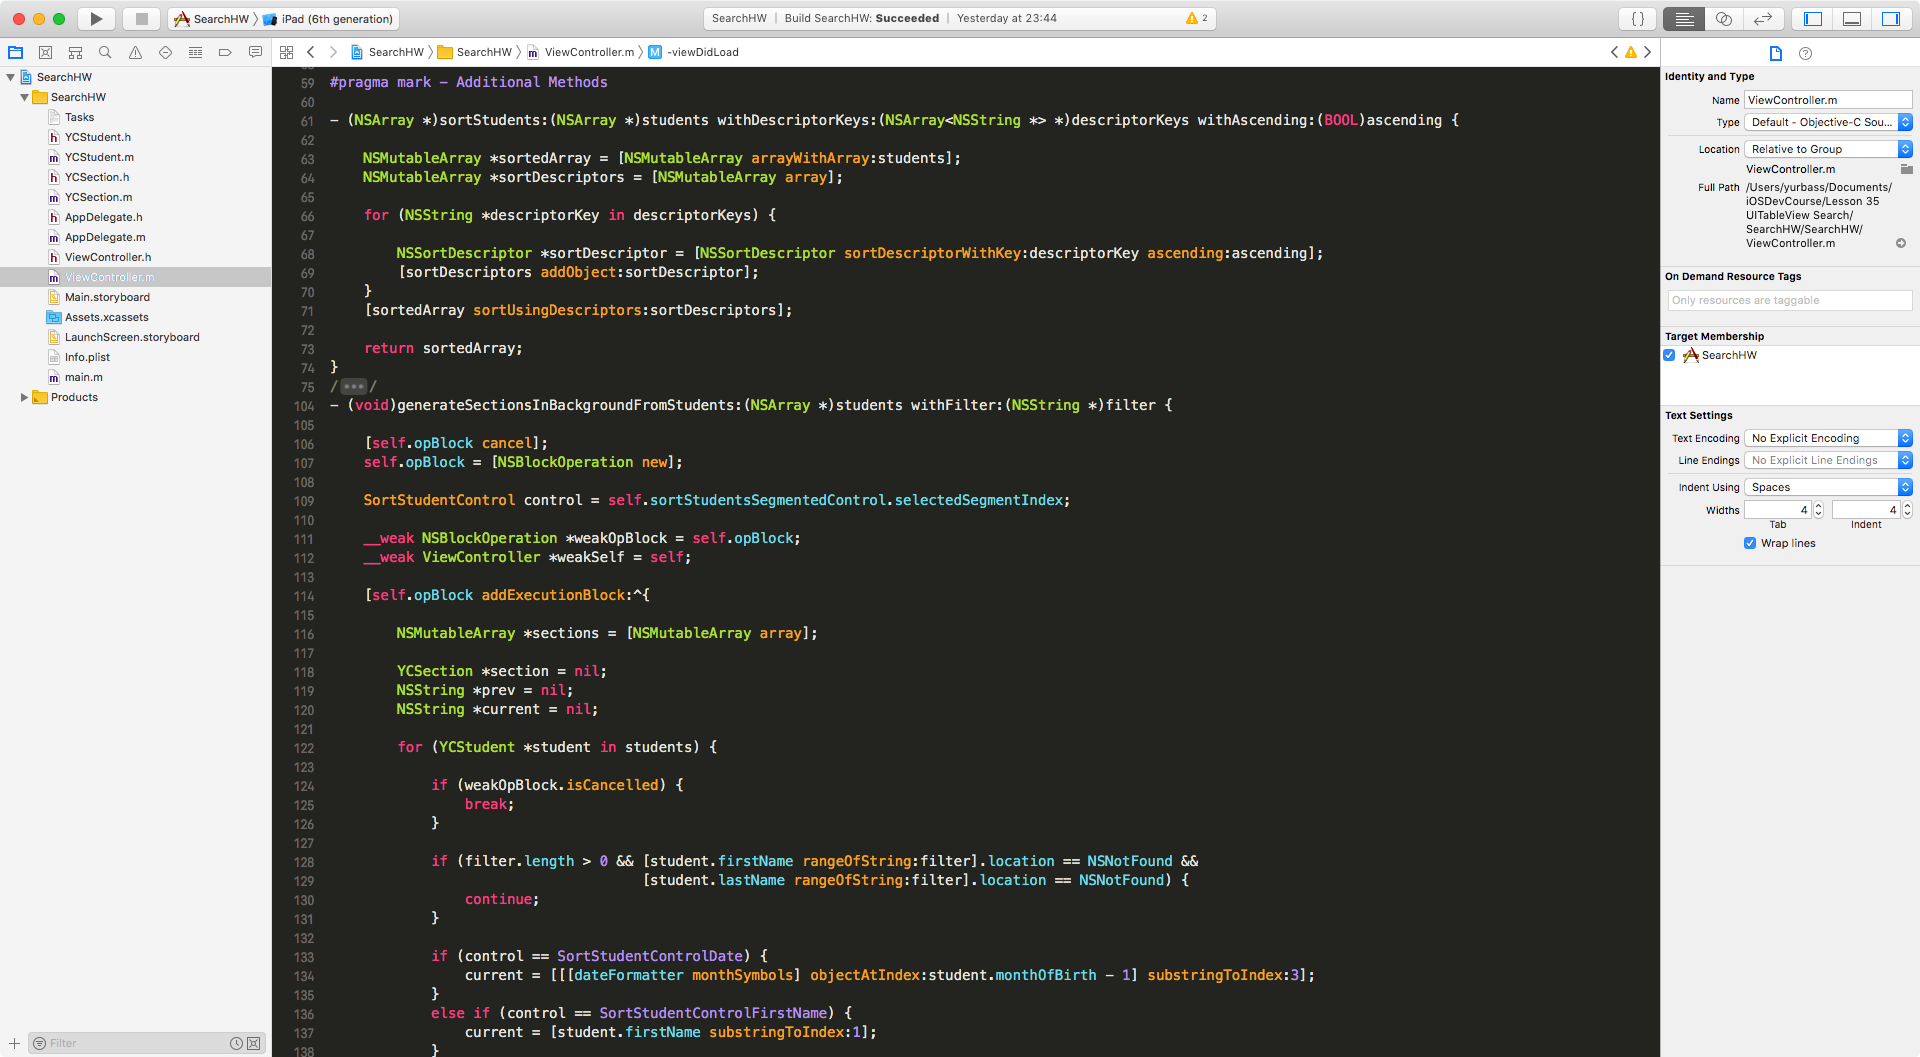 SearchHW
iPad (6th generation)
SearchHW | Build SearchHW: Succeeded | Yesterday at 23:44
2
{}
SearchHW
SearchHW
ViewController.m
M
-viewDidLoad
SearchHW
SearchHW
Tasks
h YCStudent.h
m YCStudent.m
h YCSection.h
m YCSection.m
h AppDelegate.h
m AppDelegate.m
h ViewController.h
m ViewController.m
Main.storyboard
Assets.xcassets
LaunchScreen.storyboard
Info.plist
m main.m
Products
Filter
59 #pragma mark - Additional Methods
60
61 - (NSArray *)sortStudents:(NSArray *)students withDescriptorKeys:(NSArray<NSString *> *)descriptorKeys withAscending:(BOOL)ascending {
62
63 NSMutableArray *sortedArray = [NSMutableArray arrayWithArray:students];
64 NSMutableArray *sortDescriptors = [NSMutableArray array];
65
66 for (NSString *descriptorKey in descriptorKeys) {
67
68 NSSortDescriptor *sortDescriptor = [NSSortDescriptor sortDescriptorWithKey:descriptorKey ascending:ascending];
69 [sortDescriptors addObject:sortDescriptor];
70 }
71 [sortedArray sortUsingDescriptors:sortDescriptors];
72
73 return sortedArray;
74 }
75 /•••/
104 - (void)generateSectionsInBackgroundFromStudents:(NSArray *)students withFilter:(NSString *)filter {
105
106 [self.opBlock cancel];
107 self.opBlock = [NSBlockOperation new];
108
109 SortStudentControl control = self.sortStudentsSegmentedControl.selectedSegmentIndex;
110
111 __weak NSBlockOperation *weakOpBlock = self.opBlock;
112 __weak ViewController *weakSelf = self;
113
114 [self.opBlock addExecutionBlock:^{
115
116 NSMutableArray *sections = [NSMutableArray array];
117
118 YCSection *section = nil;
119 NSString *prev = nil;
120 NSString *current = nil;
121
122 for (YCStudent *student in students) {
123
124 if (weakOpBlock.isCancelled) {
125 break;
126 }
127
128 if (filter.length > 0 && [student.firstName rangeOfString:filter].location == NSNotFound &&
129 [student.lastName rangeOfString:filter].location == NSNotFound) {
130 continue;
131 }
132
133 if (control == SortStudentControlDate) {
134 current = [[[dateFormatter monthSymbols] objectAtIndex:student.monthOfBirth - 1] substringToIndex:3];
135 }
136 else if (control == SortStudentControlFirstName) {
137 current = [student.firstName substringToIndex:1];
138 }
Identity and Type
Name ViewController.m
Type Default - Objective-C Sou...
Location Relative to Group
ViewController.m
Full Path /Users/yurbass/Documents/
iOSDevCourse/Lesson 35
UITableView Search/
SearchHW/SearchHW/
ViewController.m
On Demand Resource Tags
Only resources are taggable
Target Membership
SearchHW
Text Settings
Text Encoding No Explicit Encoding
Line Endings No Explicit Line Endings
Indent Using Spaces
Widths 4 4
Tab Indent
Wrap lines